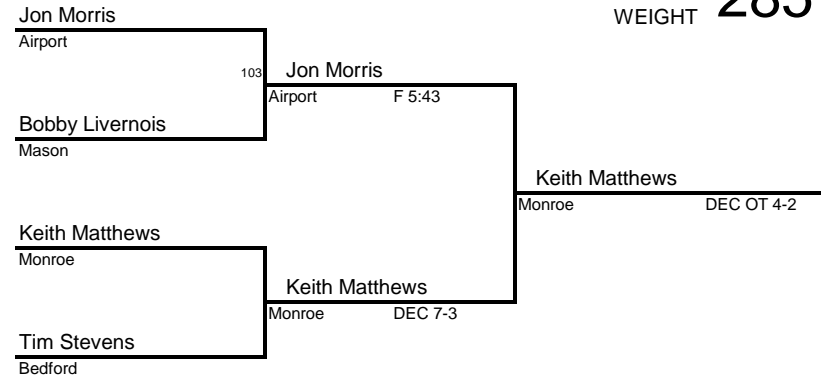 WEIGHT 285
Jon Morris
Airport
103
Jon Morris
Airport F 5:43
Bobby Livernois
Mason
Keith Matthews
Monroe DEC OT 4-2
Keith Matthews
Monroe
Keith Matthews
Monroe DEC 7-3
Tim Stevens
Bedford